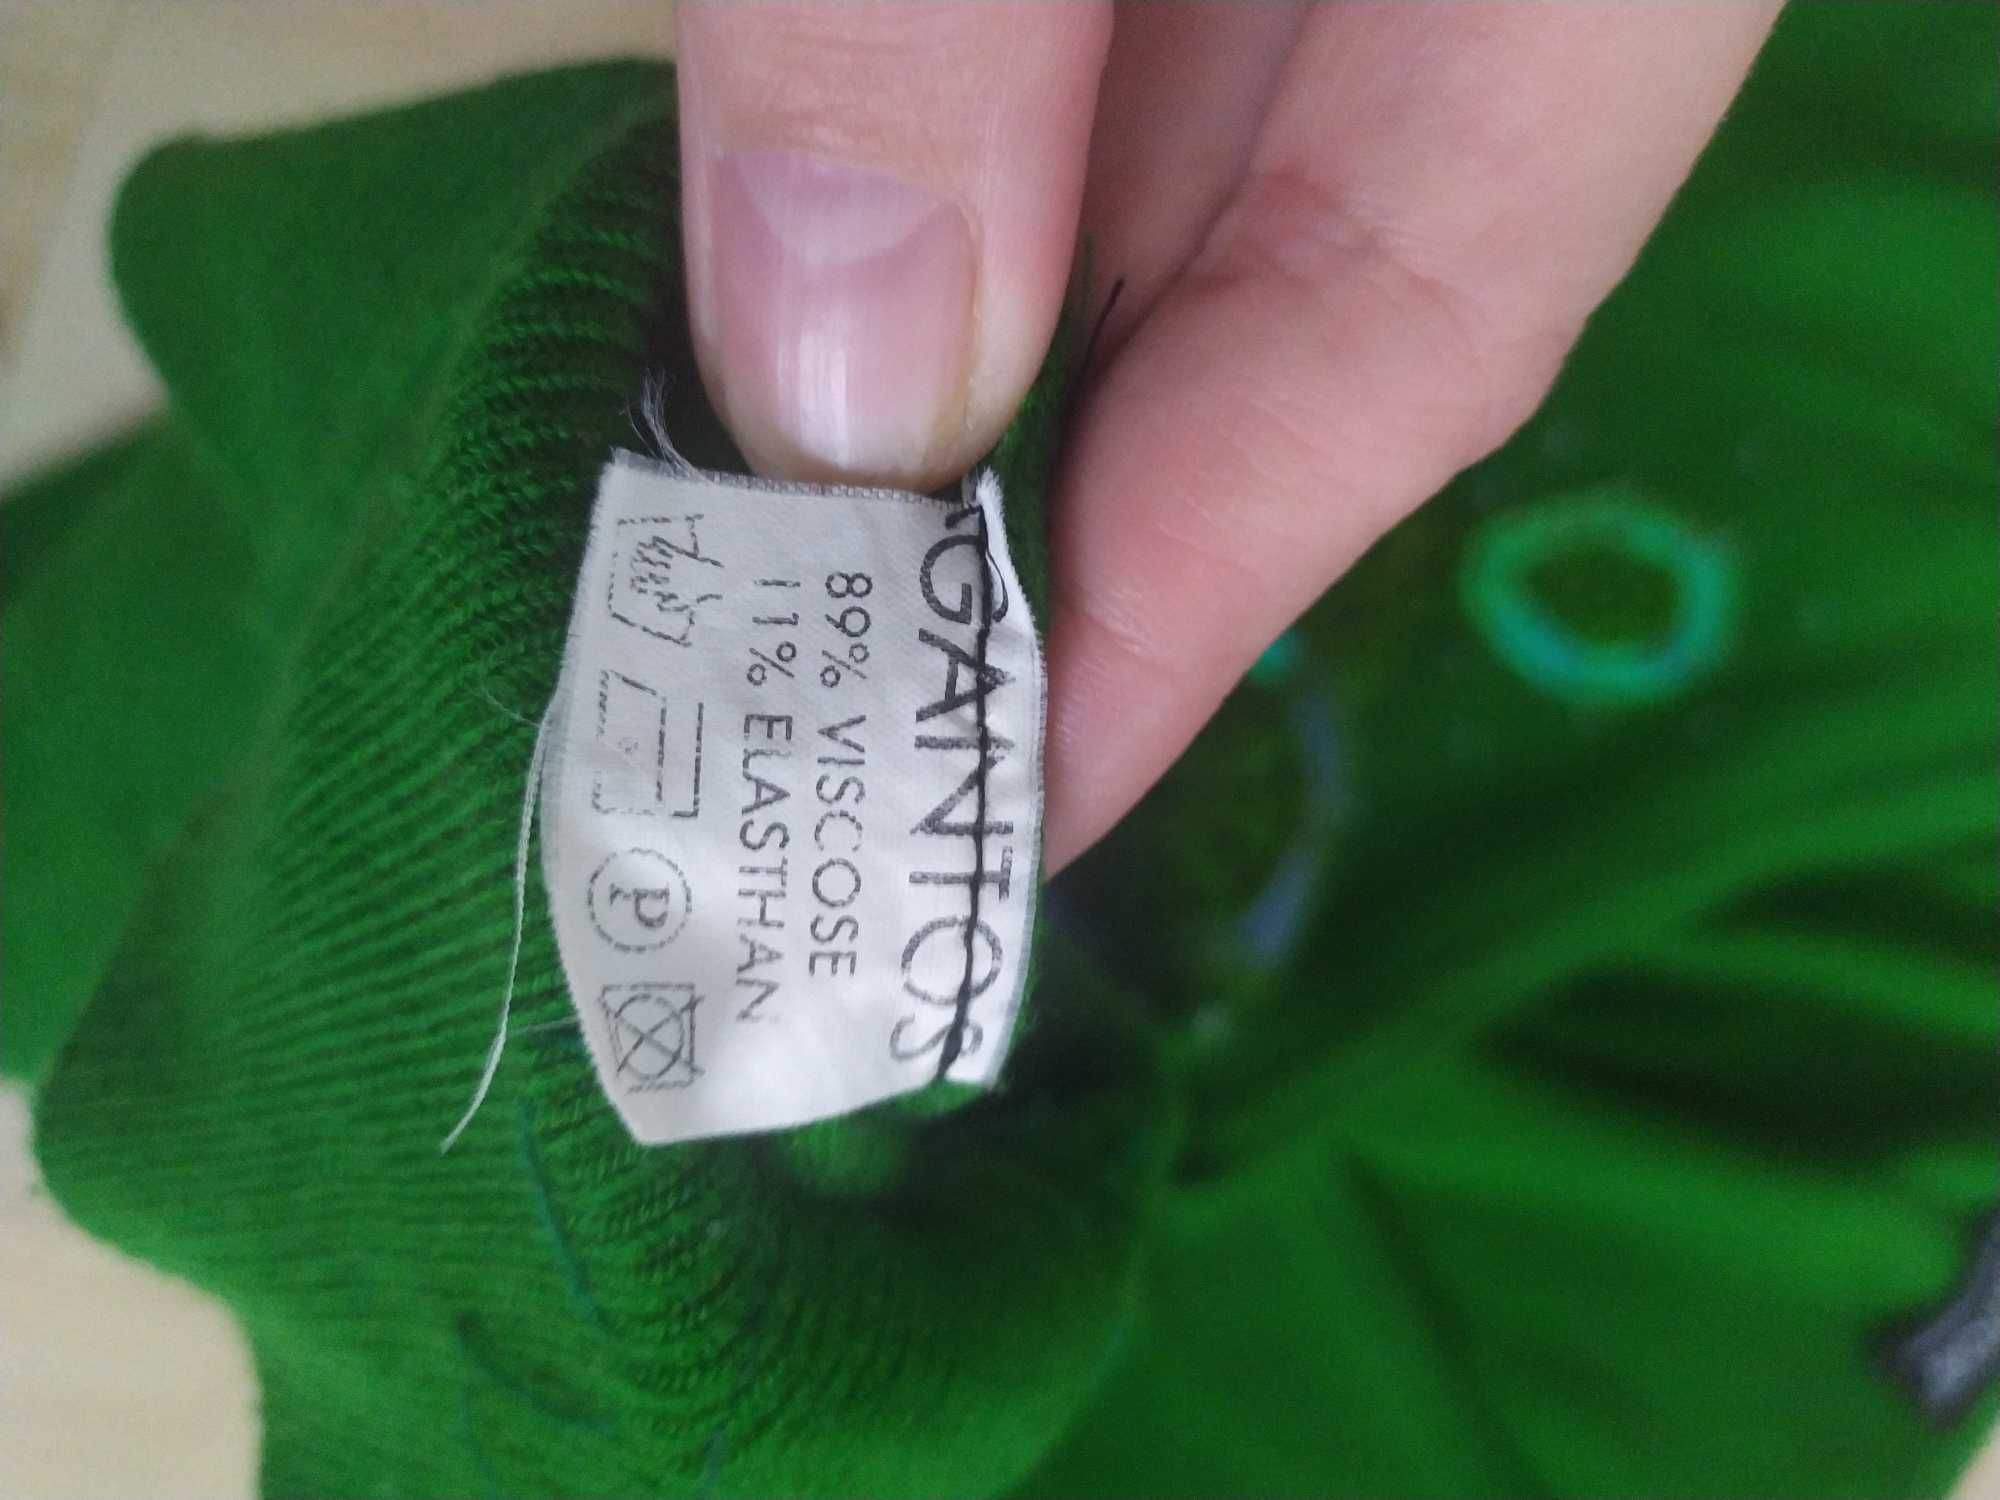 GANTOS
89% VISCOSE
11% ELASTHAN
P